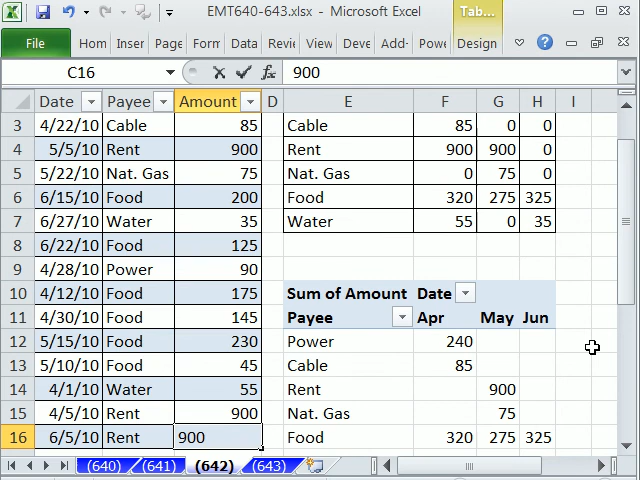 EMT640-643.xlsx - Microsoft Excel
Tab...
File Hom Inser Page Form Data Revi View Deve Add- Powe Design
C16 fx 900
Date Payee Amount D E F G H I
3 4/22/10 Cable 85 Cable 85 0 0
4 5/5/10 Rent 900 Rent 900 900 0
5 5/22/10 Nat. Gas 75 Nat. Gas 0 75 0
6 6/15/10 Food 200 Food 320 275 325
7 6/27/10 Water 35 Water 55 0 35
8 6/22/10 Food 125
9 4/28/10 Power 90
10 4/12/10 Food 175 Sum of Amount Date
11 4/30/10 Food 145 Payee Apr May Jun
12 5/15/10 Food 230 Power 240
13 5/10/10 Food 45 Cable 85
14 4/1/10 Water 55 Rent 900
15 4/5/10 Rent 900 Nat. Gas 75
16 6/5/10 Rent 900 Food 320 275 325
(640) (641) (642) (643)